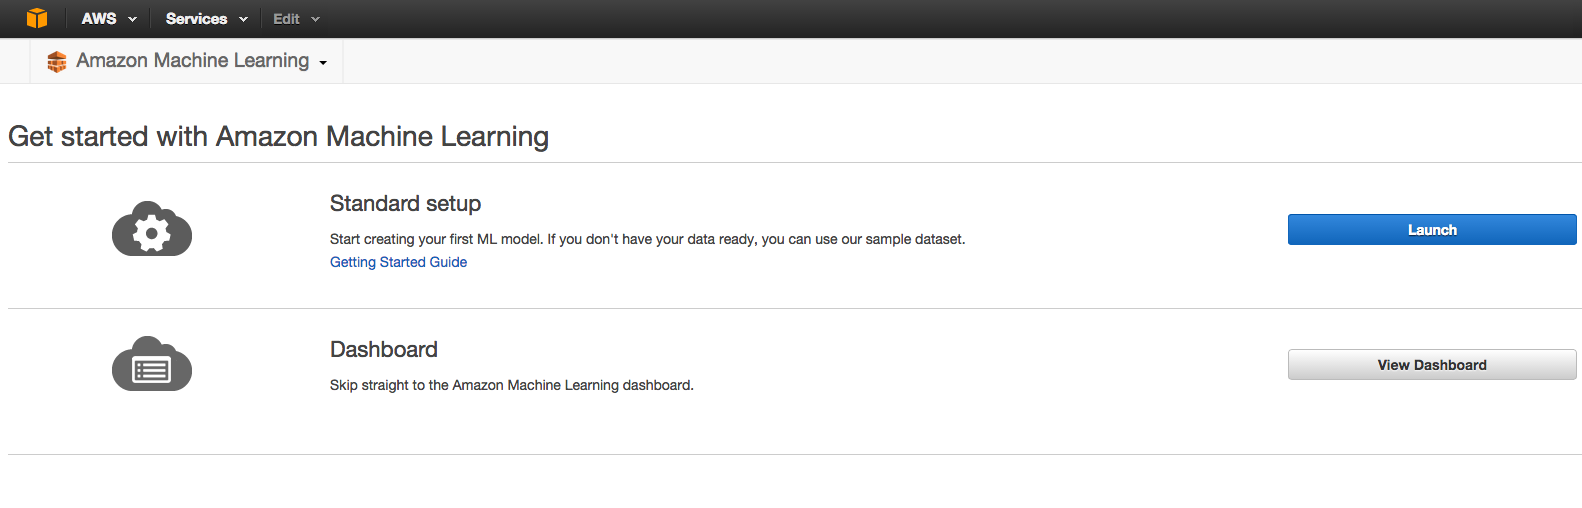 AWS Services Edit
Amazon Machine Learning
Get started with Amazon Machine Learning
Standard setup
Start creating your first ML model. If you don't have your data ready, you can use our sample dataset.
Getting Started Guide
Launch
Dashboard
Skip straight to the Amazon Machine Learning dashboard.
View Dashboard